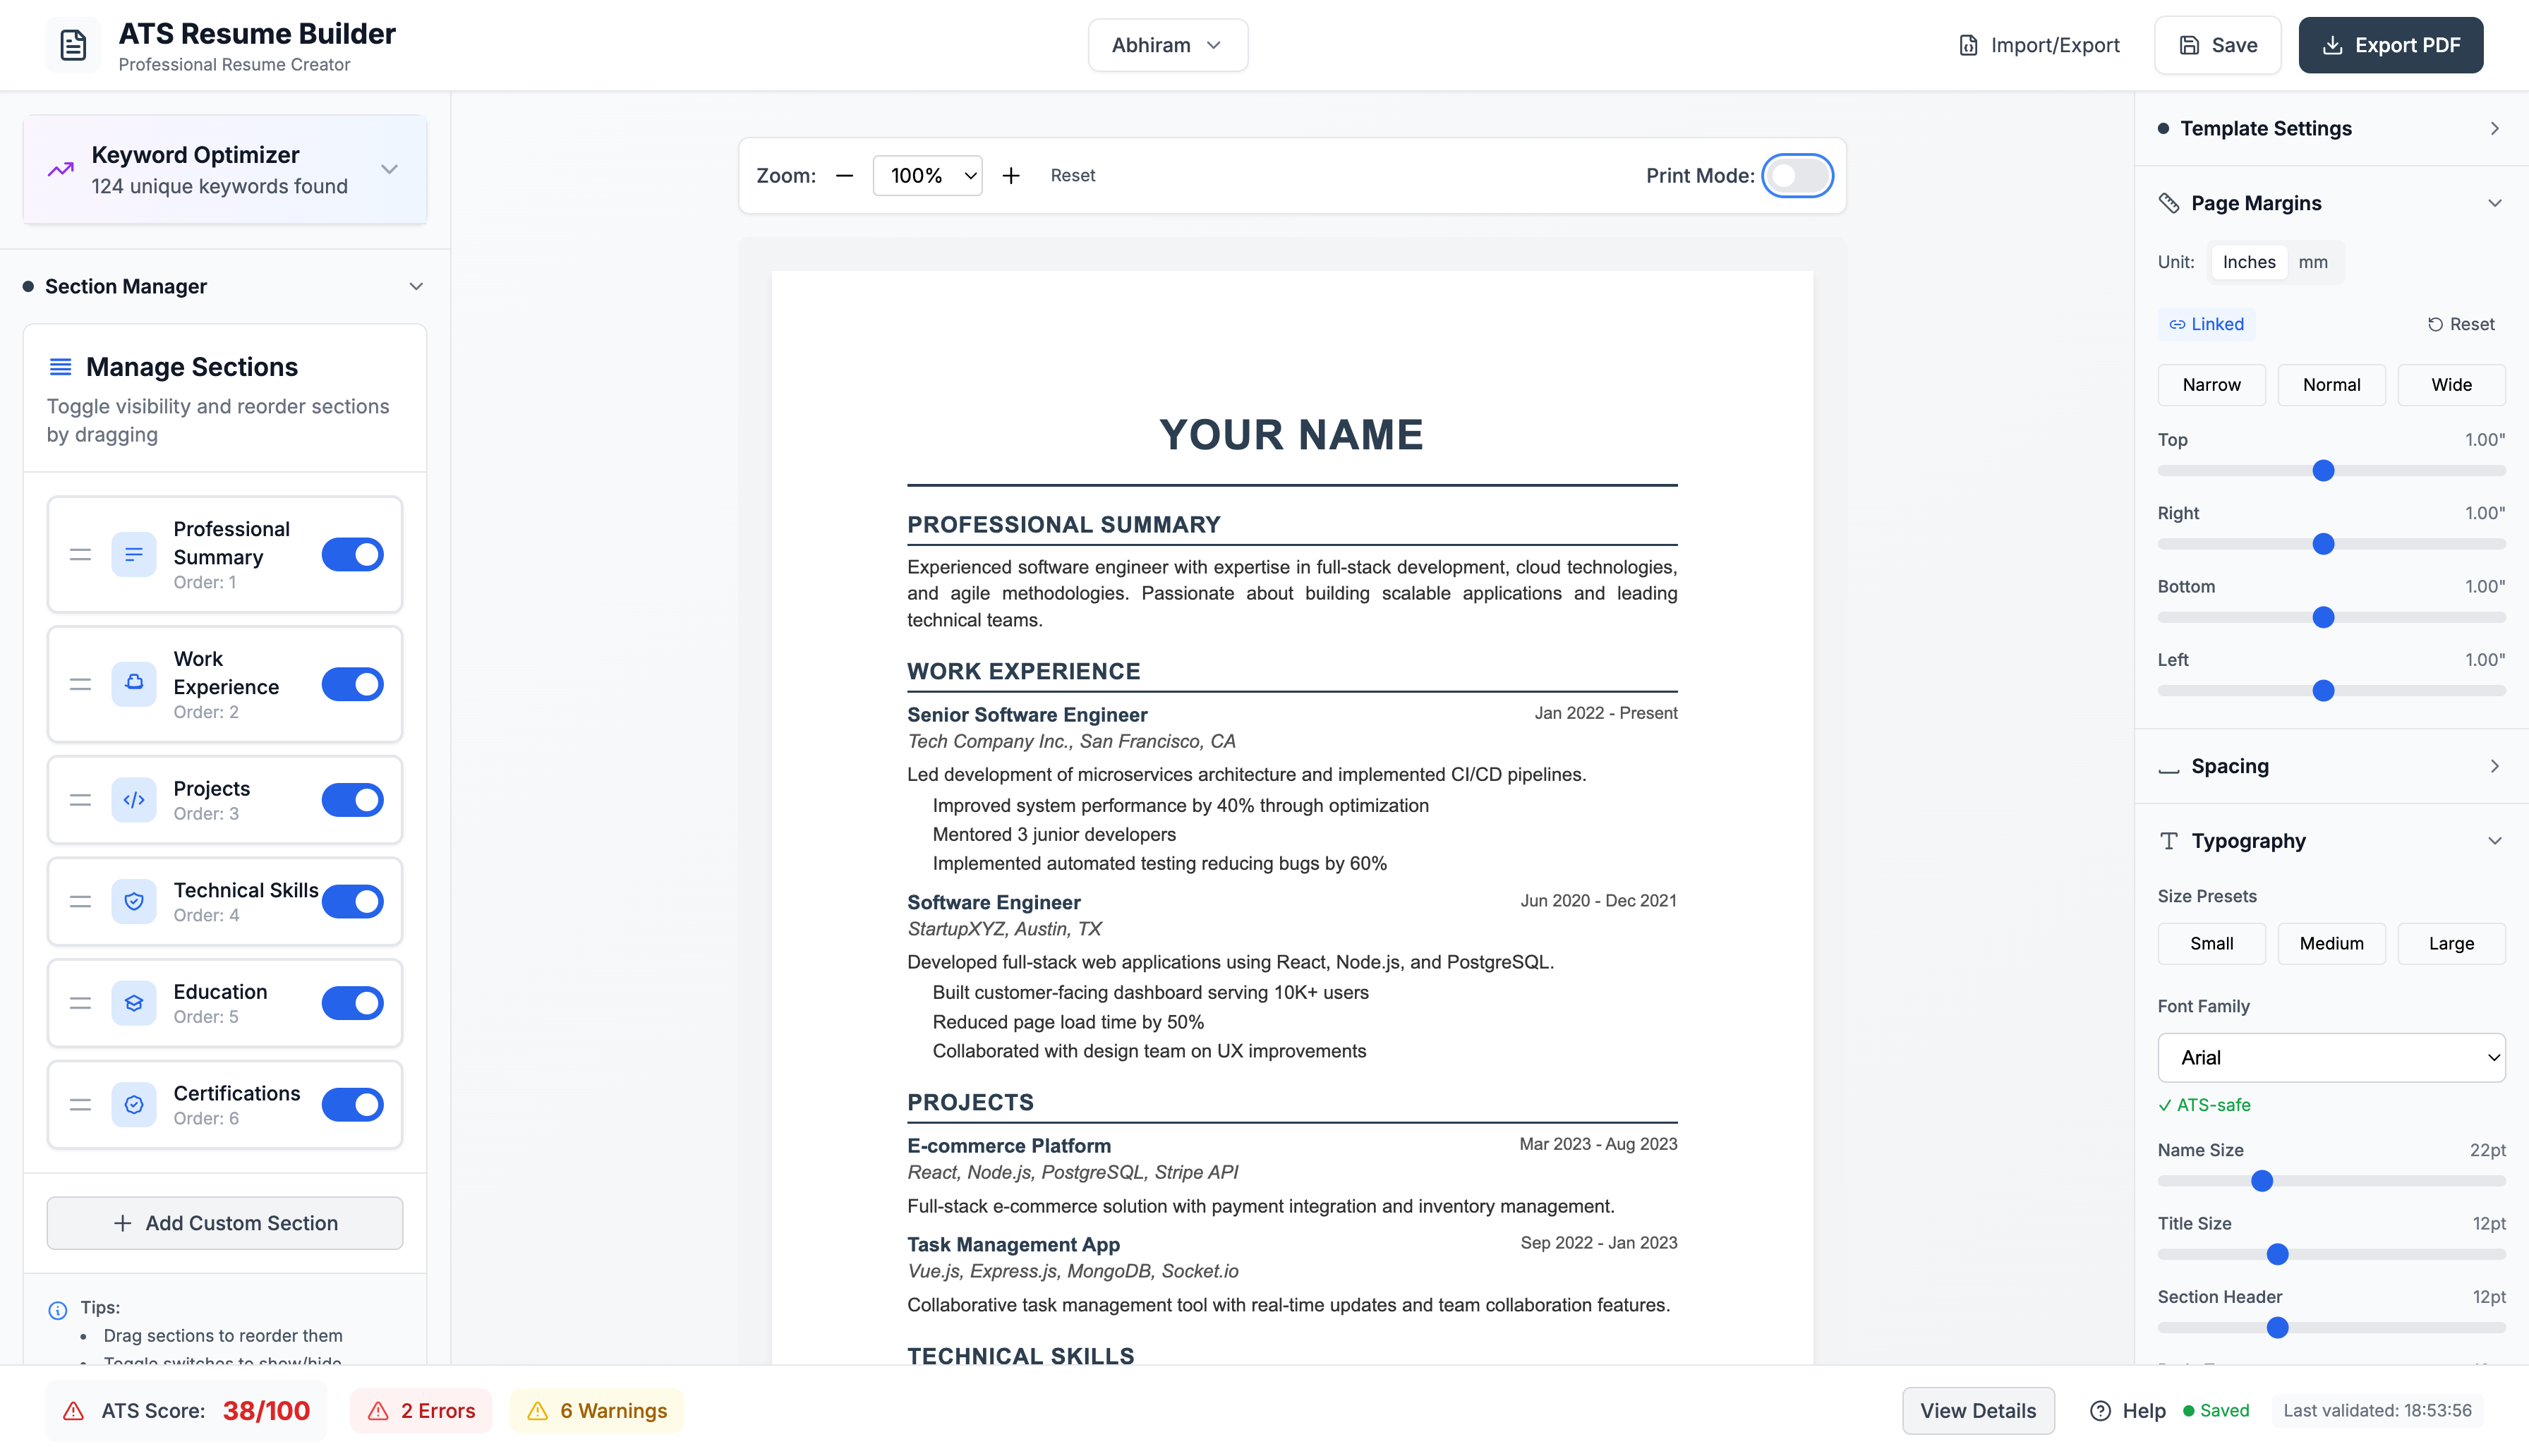 ATS Resume Builder
Professional Resume Creator
Abhiram
Import/Export
Save
Export PDF
Keyword Optimizer
124 unique keywords found
Section Manager
Manage Sections
Toggle visibility and reorder sections
by dragging
Professional
Summary
Order: 1
Work
Experience
Order: 2
Projects
Order: 3
Technical Skills
Order: 4
Education
Order: 5
Certifications
Order: 6
+ Add Custom Section
Tips:
• Drag sections to reorder them
• Toggle switches to show/hide
Zoom: − 100% + Reset
Print Mode:
YOUR NAME
PROFESSIONAL SUMMARY
Experienced software engineer with expertise in full-stack development, cloud technologies,
and agile methodologies. Passionate about building scalable applications and leading
technical teams.
WORK EXPERIENCE
Senior Software Engineer Jan 2022 - Present
Tech Company Inc., San Francisco, CA
Led development of microservices architecture and implemented CI/CD pipelines.
Improved system performance by 40% through optimization
Mentored 3 junior developers
Implemented automated testing reducing bugs by 60%
Software Engineer Jun 2020 - Dec 2021
StartupXYZ, Austin, TX
Developed full-stack web applications using React, Node.js, and PostgreSQL.
Built customer-facing dashboard serving 10K+ users
Reduced page load time by 50%
Collaborated with design team on UX improvements
PROJECTS
E-commerce Platform Mar 2023 - Aug 2023
React, Node.js, PostgreSQL, Stripe API
Full-stack e-commerce solution with payment integration and inventory management.
Task Management App Sep 2022 - Jan 2023
Vue.js, Express.js, MongoDB, Socket.io
Collaborative task management tool with real-time updates and team collaboration features.
TECHNICAL SKILLS
Template Settings
Page Margins
Unit: Inches mm
Linked Reset
Narrow Normal Wide
Top 1.00"
Right 1.00"
Bottom 1.00"
Left 1.00"
Spacing
Typography
Size Presets
Small Medium Large
Font Family
Arial
✓ ATS-safe
Name Size 22pt
Title Size 12pt
Section Header 12pt
ATS Score: 38/100
2 Errors
6 Warnings
View Details
Help
Saved
Last validated: 18:53:56